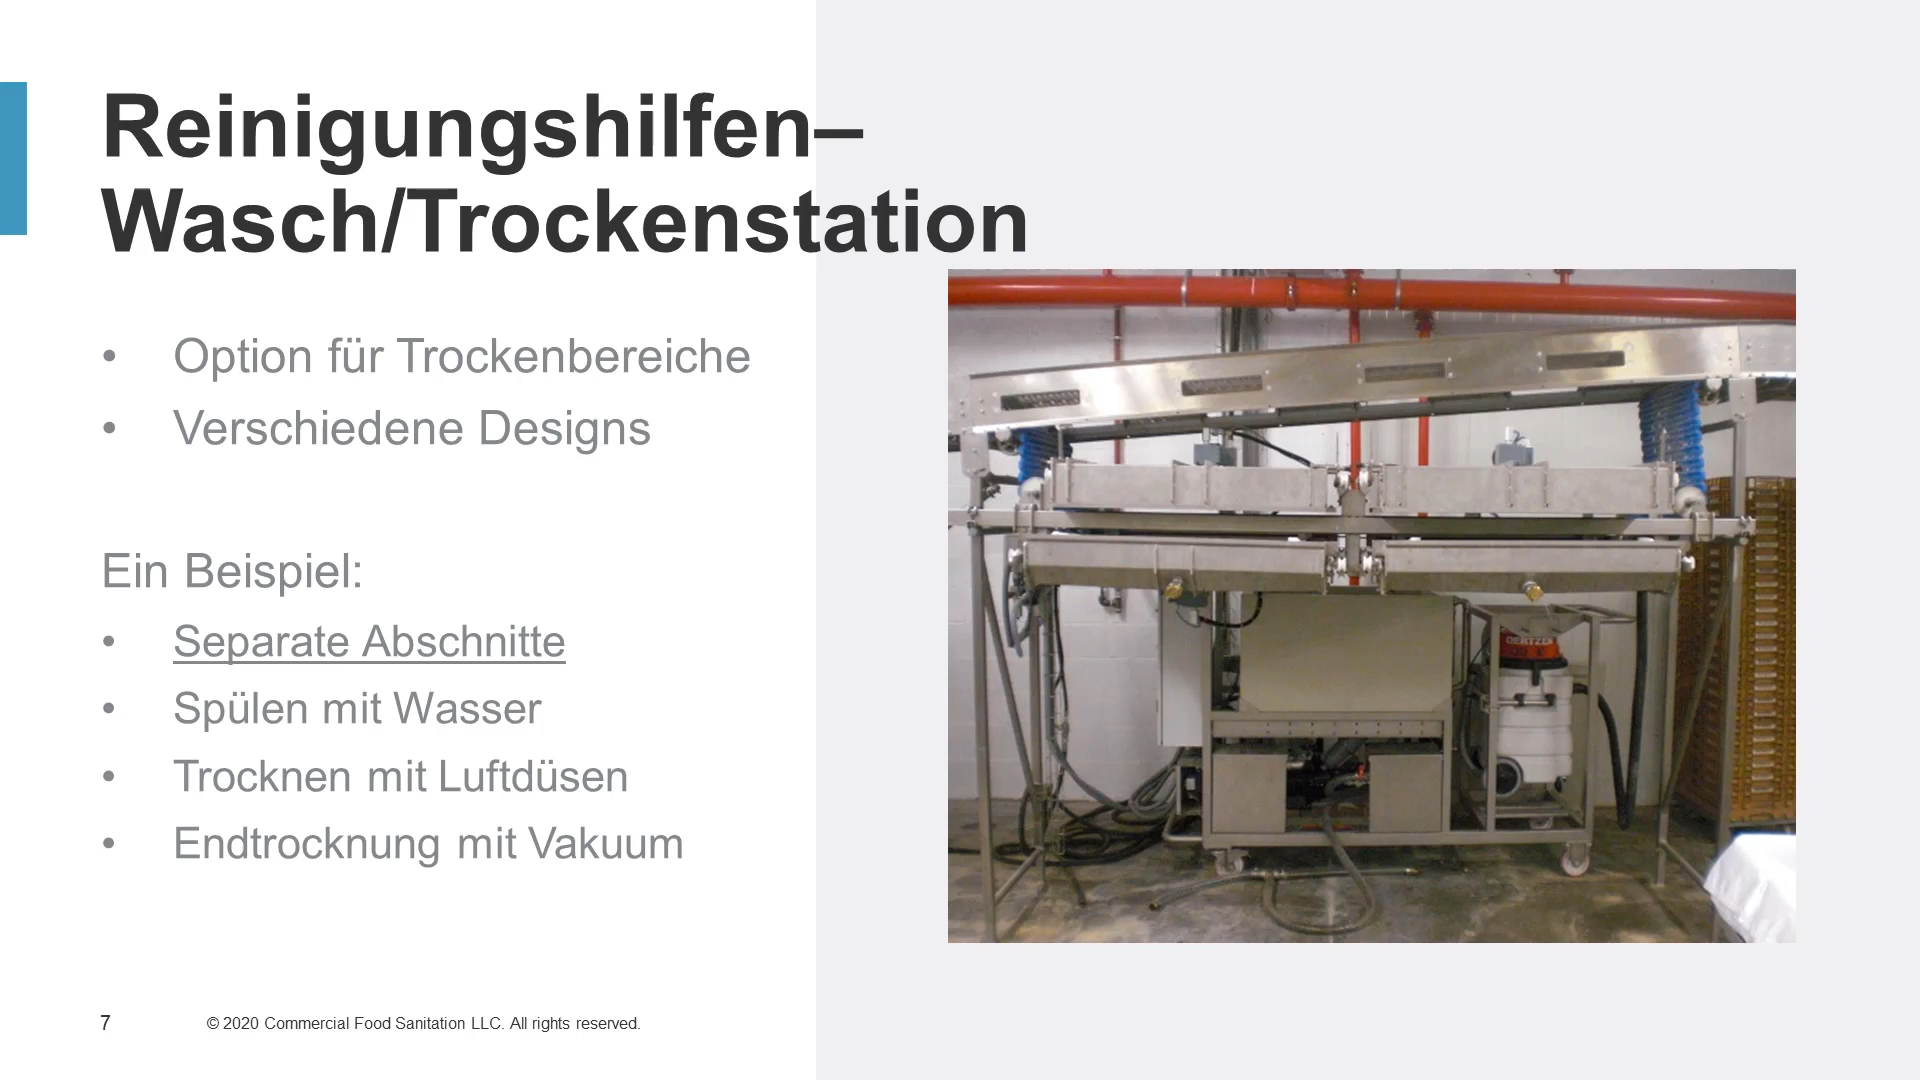 Reinigungshilfen–
Wasch/Trockenstation
• Option für Trockenbereiche
• Verschiedene Designs
Ein Beispiel:
• Separate Abschnitte
• Spülen mit Wasser
• Trocknen mit Luftdüsen
• Endtrocknung mit Vakuum
OERTZEN
7
© 2020 Commercial Food Sanitation LLC. All rights reserved.